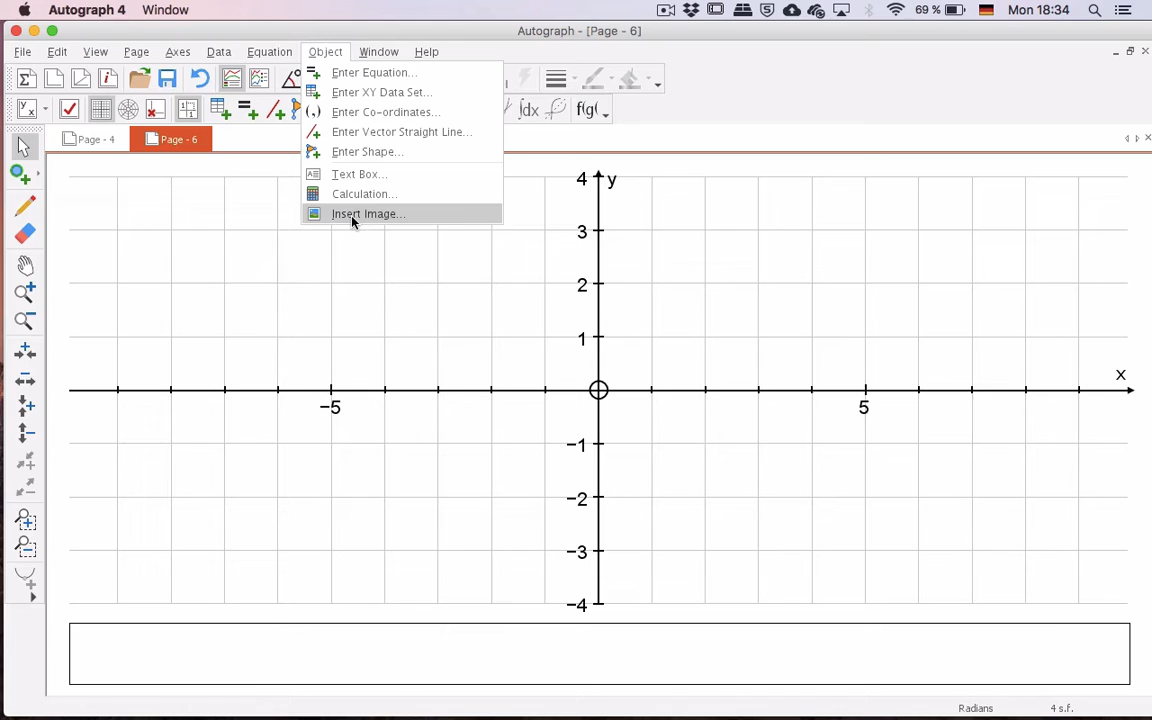 Autograph 4 Window 69 % Mon 18:34
Autograph - [Page - 6]
File Edit View Page Axes Data Equation Object Window Help
Enter Equation...
Enter XY Data Set...
Enter Co-ordinates...
Enter Vector Straight Line...
Enter Shape...
Text Box...
Calculation...
Insert Image...
∫dx f(g(
Page - 4 Page - 6
4 y
3
2
1
x
−5 5
−1
−2
−3
−4
Radians 4 s.f.